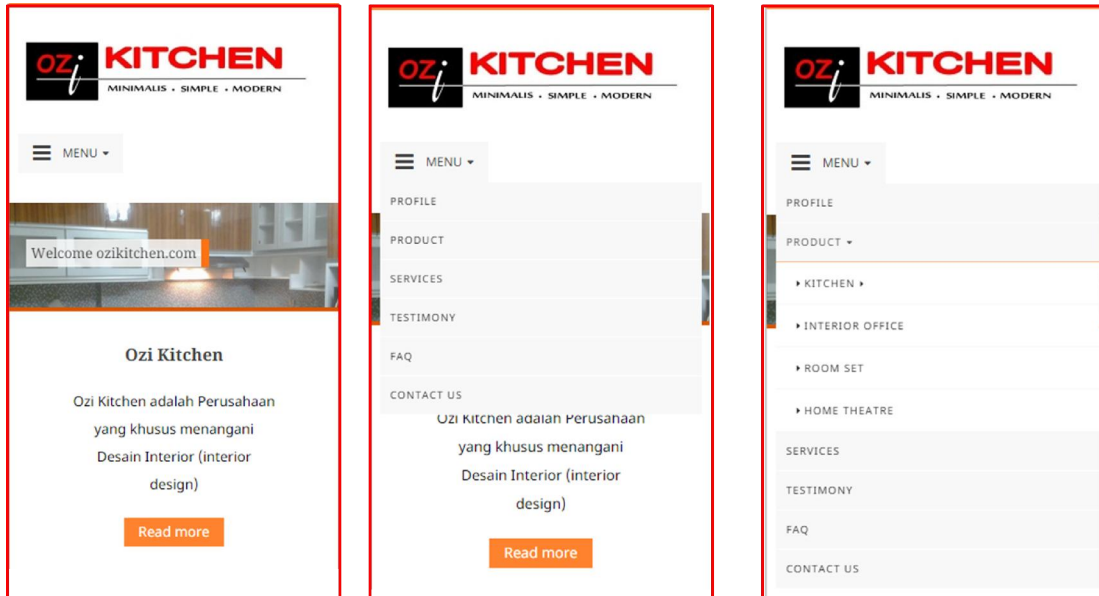 ozi KITCHEN
MINIMALIS . SIMPLE . MODERN
MENU
Welcome ozikitchen.com
Ozi Kitchen
Ozi Kitchen adalah Perusahaan
yang khusus menangani
Desain Interior (interior
design)
Read more
ozi KITCHEN
MINIMALIS . SIMPLE . MODERN
MENU
PROFILE
PRODUCT
SERVICES
TESTIMONY
FAQ
CONTACT US
Ozi Kitchen adalah Perusahaan
yang khusus menangani
Desain Interior (interior
design)
Read more
ozi KITCHEN
MINIMALIS . SIMPLE . MODERN
MENU
PROFILE
PRODUCT
KITCHEN
INTERIOR OFFICE
ROOM SET
HOME THEATRE
SERVICES
TESTIMONY
FAQ
CONTACT US